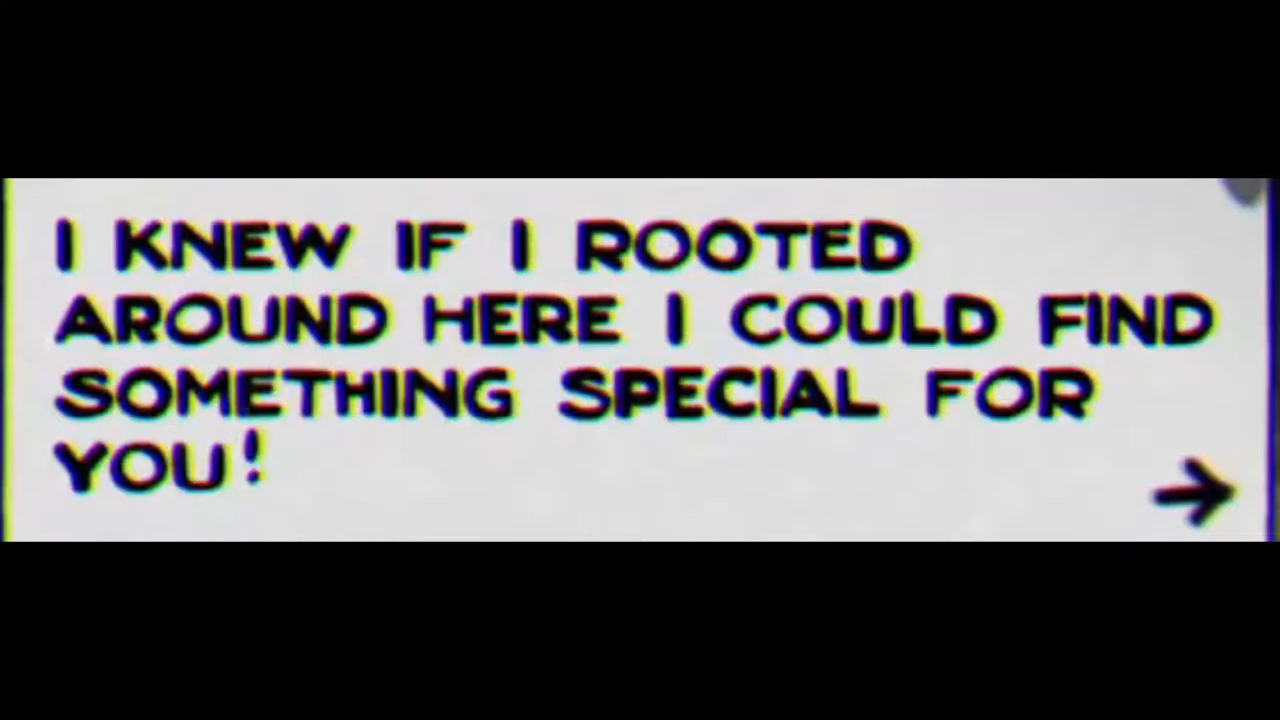 I KNEW IF I ROOTED
AROUND HERE I COULD FIND
SOMETHING SPECIAL FOR
YOU!